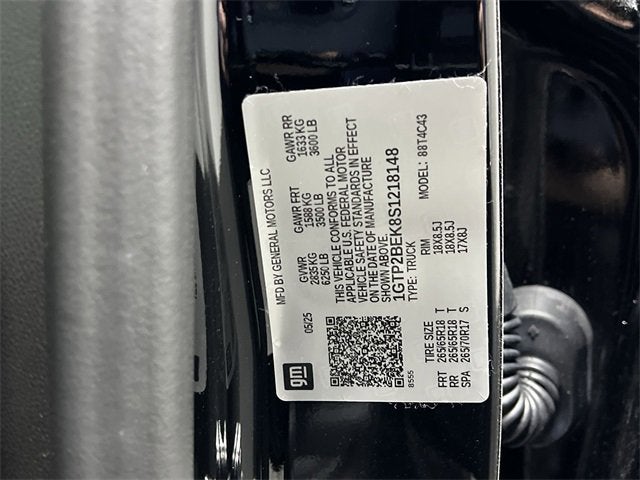 MFD BY GENERAL MOTORS LLC
05/25 GVWR GAWR FRT GAWR RR
2835 KG 1588 KG 1633 KG
6250 LB 3500 LB 3600 LB
THIS VEHICLE CONFORMS TO ALL
APPLICABLE U.S. FEDERAL MOTOR
VEHICLE SAFETY STANDARDS IN EFFECT
ON THE DATE OF MANUFACTURE
SHOWN ABOVE.
1GTP2BEK8S1218148
TYPE: TRUCK MODEL: 88T4C43
gm
8555
TIRE SIZE RIM
FRT 265/65R18 T 18X8.5J
RR 265/65R18 T 18X8.5J
SPA 265/70R17 S 17X8J